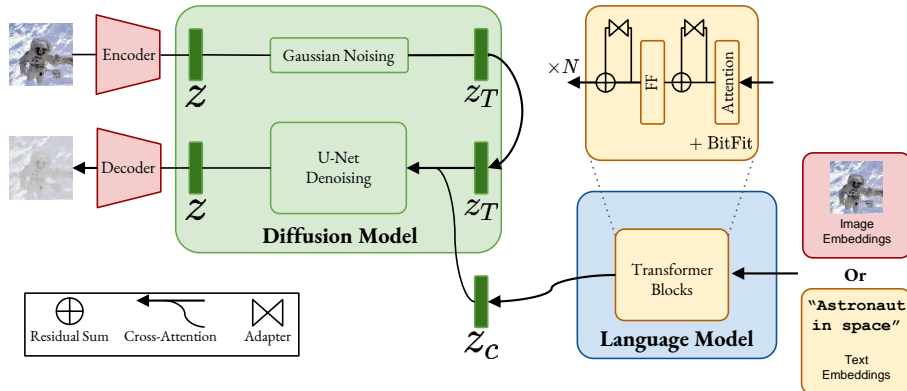 Encoder
z
Gaussian Noising
z_T
Decoder
z
U-Net
Denoising
z_T
Diffusion Model
×N
FF
Attention
+ BitFit
Transformer
Blocks
Language Model
z_c
Image
Embeddings
Or
“Astronaut
in space”
Text
Embeddings
Residual Sum
Cross-Attention
Adapter